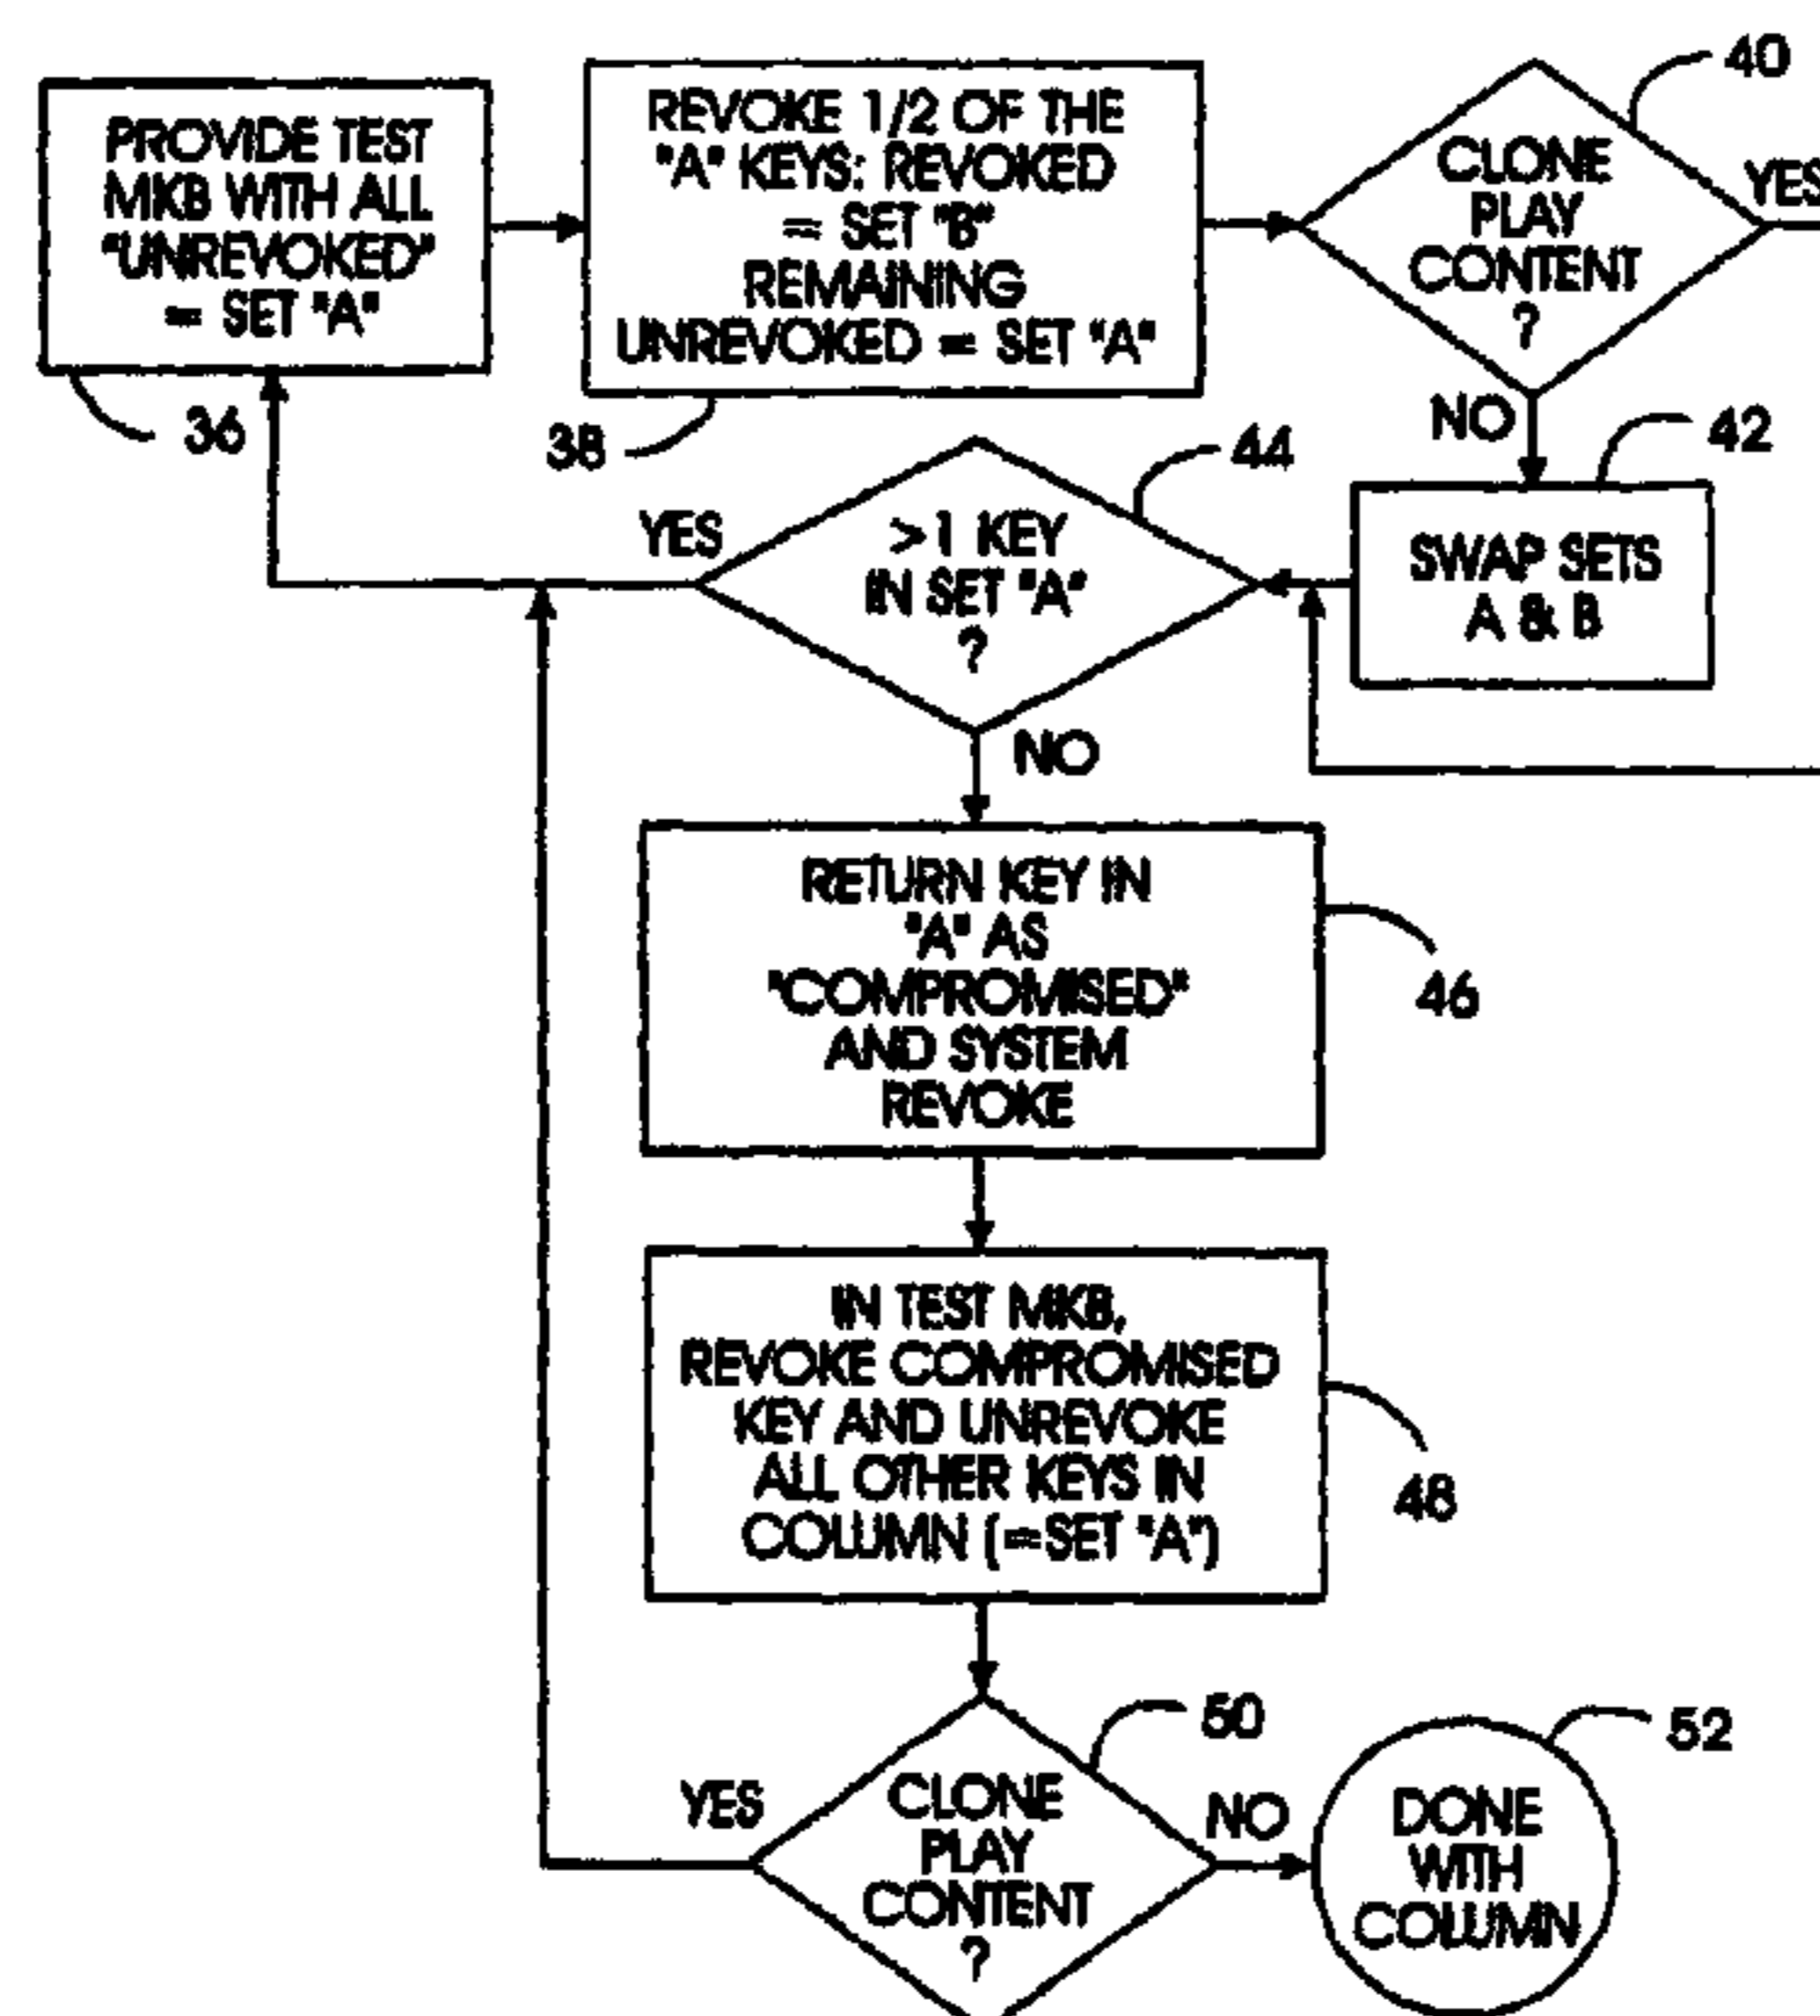 PROVIDE TEST
MKB WITH ALL
"UNREVOKED"
= SET "A"
36
REVOKE 1/2 OF THE
"A" KEYS: REVOKED
= SET "B"
REMAINING
UNREVOKED = SET "A"
38
CLONE
PLAY
CONTENT
?
40
YES
NO
42
SWAP SETS
A & B
44
YES
>1 KEY
IN SET "A"
?
NO
RETURN KEY IN
"A" AS
"COMPROMISED"
AND SYSTEM
REVOKE
46
IN TEST MKB,
REVOKE COMPROMISED
KEY AND UNREVOKE
ALL OTHER KEYS IN
COLUMN (=SET "A")
48
50
YES
CLONE
PLAY
CONTENT
?
NO
52
DONE
WITH
COLUMN